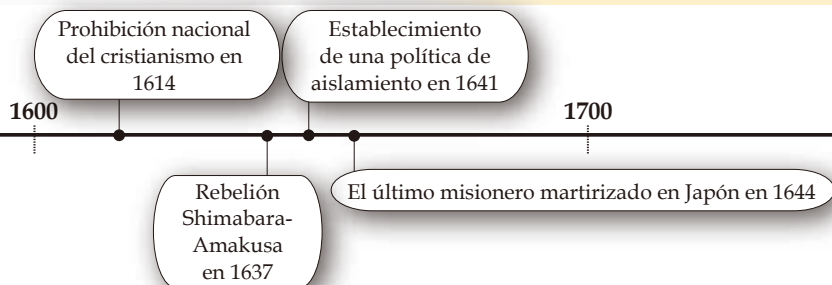 Prohibición nacional
del cristianismo en
1614
Establecimiento
de una política de
aislamiento en 1641
1600
1700
Rebelión
Shimabara-
Amakusa
en 1637
El último misionero martirizado en Japón en 1644